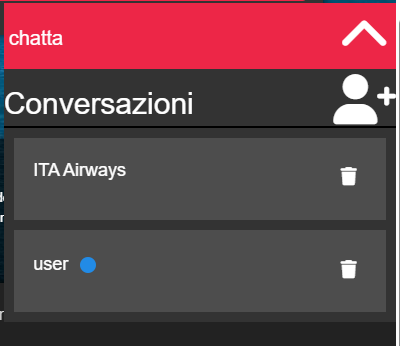 chatta
Conversazioni
ITA Airways
user